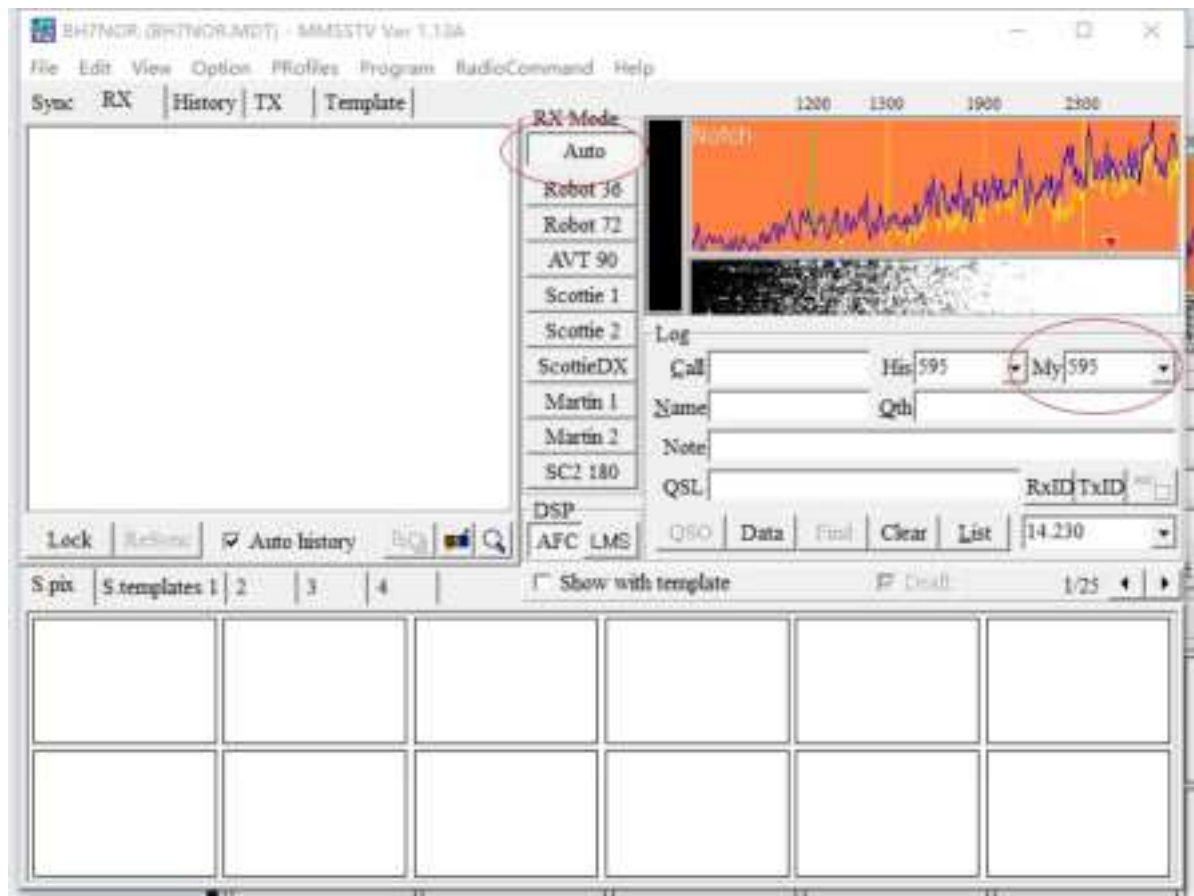 BH7NOR (BH7NOR.MDT) - MMSSTV Ver 1.13A
File Edit View Option PRofiles Program RadioCommand Help
Sync RX History TX Template
1200 1300 1900 2300
RX Mode
Auto
Notch
Robot 36
Robot 72
AVT 90
Scottie 1
Scottie 2
ScottieDX
Martin 1
Martin 2
SC2 180
Log
Call His 595 My 595
Name Qth
Note
QSL RxID TxID
QSO Data Find Clear List 14.230
DSP
AFC LMS
Lock ReSync Auto history
S.pix S.templates 1 2 3 4
Show with template Draft 1/25